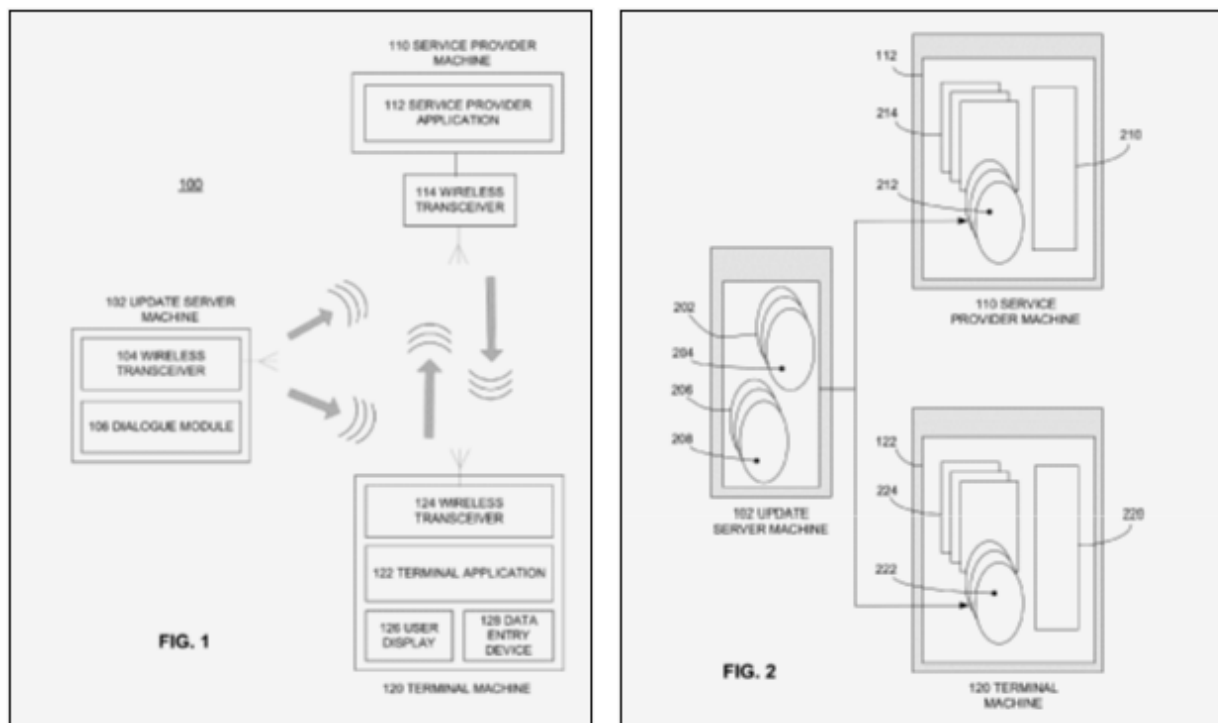 110 SERVICE PROVIDER
MACHINE
112 SERVICE PROVIDER
APPLICATION
100
114 WIRELESS
TRANSCEIVER
102 UPDATE SERVER
MACHINE
104 WIRELESS
TRANSCEIVER
106 DIALOGUE MODULE
124 WIRELESS
TRANSCEIVER
122 TERMINAL APPLICATION
126 USER
DISPLAY
128 DATA
ENTRY
DEVICE
FIG. 1
120 TERMINAL MACHINE
112
214
210
212
110 SERVICE
PROVIDER MACHINE
202
204
206
208
102 UPDATE
SERVER MACHINE
122
224
220
222
FIG. 2
120 TERMINAL
MACHINE